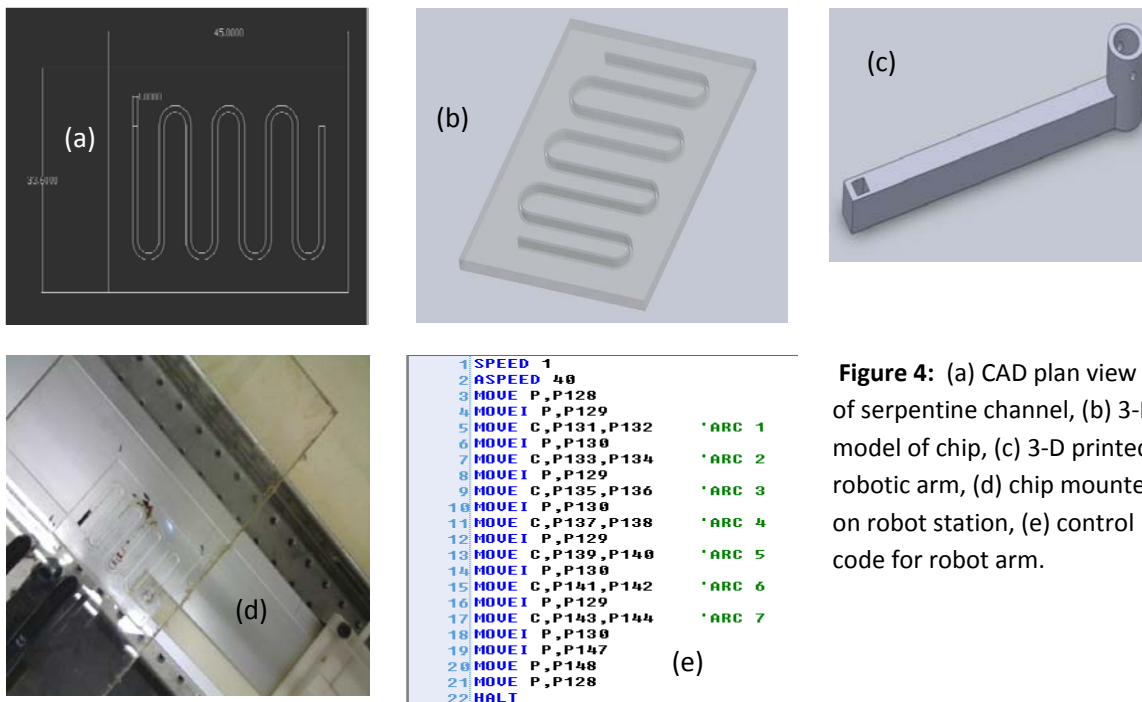 45.0000
1.0000
(a)
33.6000
(b)
(c)
(d)
1 SPEED 1
2 ASPEED 40
3 MOVE P,P128
4 MOVEI P,P129
5 MOVE C,P131,P132 'ARC 1
6 MOVEI P,P130
7 MOVE C,P133,P134 'ARC 2
8 MOVEI P,P129
9 MOVE C,P135,P136 'ARC 3
10 MOVEI P,P130
11 MOVE C,P137,P138 'ARC 4
12 MOVEI P,P129
13 MOVE C,P139,P140 'ARC 5
14 MOVEI P,P130
15 MOVE C,P141,P142 'ARC 6
16 MOVEI P,P129
17 MOVE C,P143,P144 'ARC 7
18 MOVEI P,P130
19 MOVEI P,P147
20 MOVE P,P148
21 MOVE P,P128
22 HALT
(e)
Figure 4: (a) CAD plan view
of serpentine channel, (b) 3-
model of chip, (c) 3-D printed
robotic arm, (d) chip mounte
on robot station, (e) control
code for robot arm.